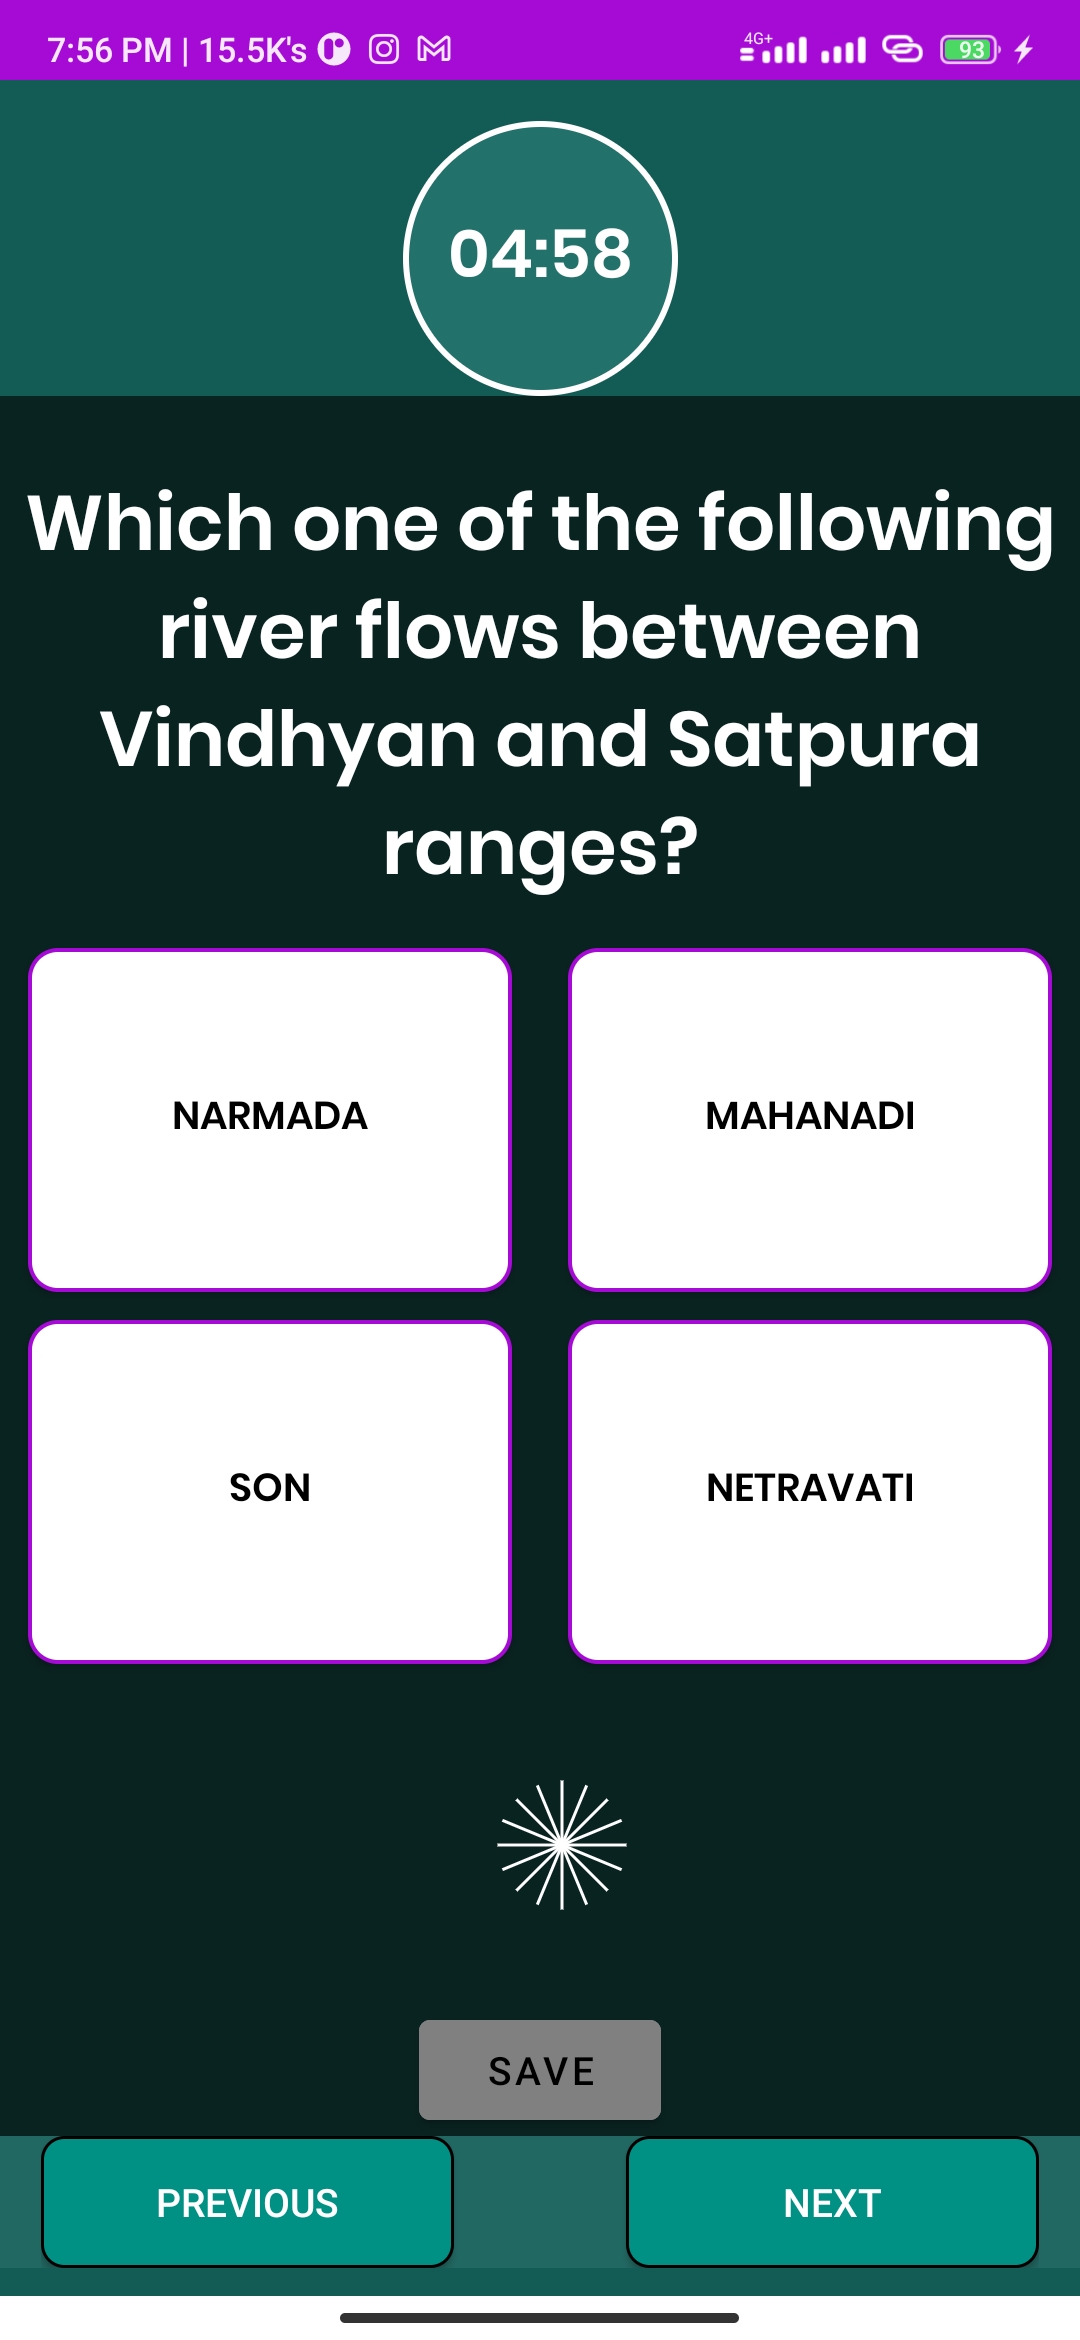 7:56 PM | 15.5K's 4G+ 93
04:58
Which one of the following
river flows between
Vindhyan and Satpura
ranges?
NARMADA MAHANADI
SON NETRAVATI
SAVE
PREVIOUS NEXT